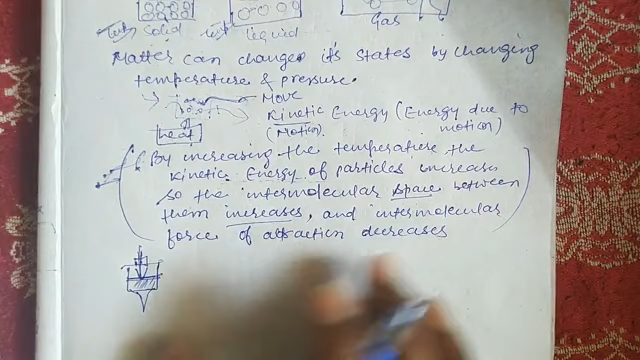 Solid Liquid Gas
Matter can change it's states by changing
temperature & pressure.
Move
Kinetic Energy (Energy due to
heat (Motion) motion)
By increasing the temperature the
Kinetic Energy of particles increases
so the intermolecular space between
them increases, and intermolecular
force of attraction decreases